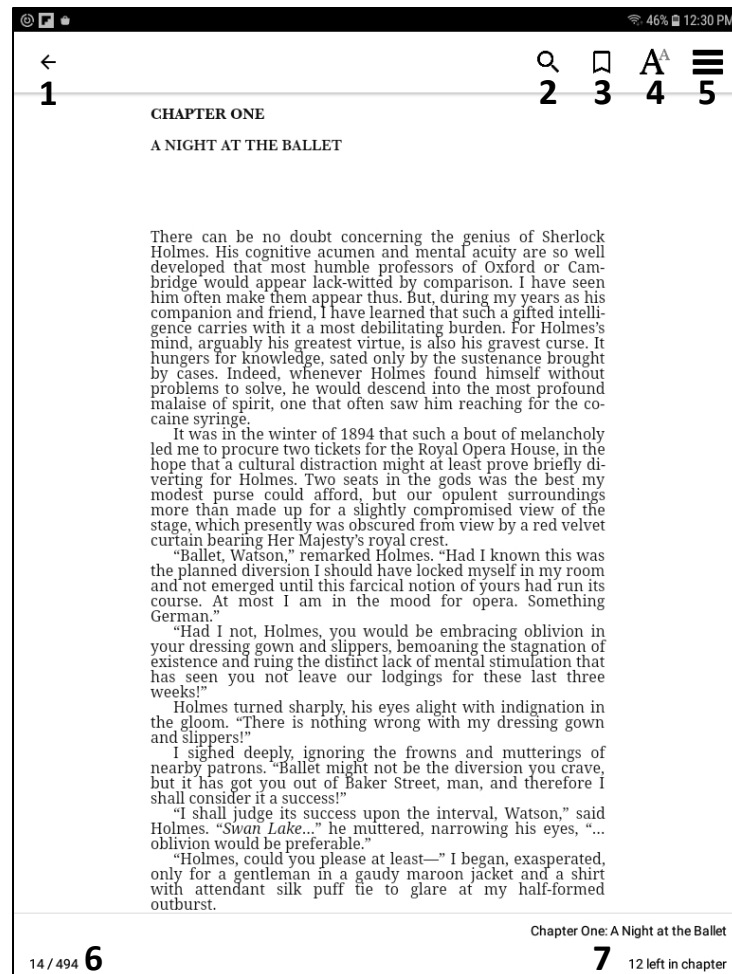 46% 12:30 PM
AA
1 2 3 4 5
CHAPTER ONE
A NIGHT AT THE BALLET
There can be no doubt concerning the genius of Sherlock
Holmes. His cognitive acumen and mental acuity are so well
developed that most humble professors of Oxford or Cam-
bridge would appear lack-witted by comparison. I have seen
him often make them appear thus. But, during my years as his
companion and friend, I have learned that such a gifted intelli-
gence carries with it a most debilitating burden. For Holmes’s
mind, arguably his greatest virtue, is also his gravest curse. It
hungers for knowledge, sated only by the sustenance brought
by cases. Indeed, whenever Holmes found himself without
problems to solve, he would descend into the most profound
malaise of spirit, one that often saw him reaching for the co-
caine syringe.
It was in the winter of 1894 that such a bout of melancholy
led me to procure two tickets for the Royal Opera House, in the
hope that a cultural distraction might at least prove briefly di-
verting for Holmes. Two seats in the gods was the best my
modest purse could afford, but our opulent surroundings
more than made up for a slightly compromised view of the
stage, which presently was obscured from view by a red velvet
curtain bearing Her Majesty’s royal crest.
“Ballet, Watson,” remarked Holmes. “Had I known this was
the planned diversion I should have locked myself in my room
and not emerged until this farcical notion of yours had run its
course. At most I am in the mood for opera. Something
German.”
“Had I not, Holmes, you would be embracing oblivion in
your dressing gown and slippers, bemoaning the stagnation of
existence and ruing the distinct lack of mental stimulation that
has seen you not leave our lodgings for these last three
weeks!”
Holmes turned sharply, his eyes alight with indignation in
the gloom. “There is nothing wrong with my dressing gown
and slippers!”
I sighed deeply, ignoring the frowns and mutterings of
nearby patrons. “Ballet might not be the diversion you crave,
but it has got you out of Baker Street, man, and therefore I
shall consider it a success!”
“I shall judge its success upon the interval, Watson,” said
Holmes. “Swan Lake…” he muttered, narrowing his eyes, “…
oblivion would be preferable.”
“Holmes, could you please at least—” I began, exasperated,
only for a gentleman in a gaudy maroon jacket and a shirt
with attendant silk puff tie to glare at my half-formed
outburst.
Chapter One: A Night at the Ballet
14 / 494 6 7 12 left in chapter